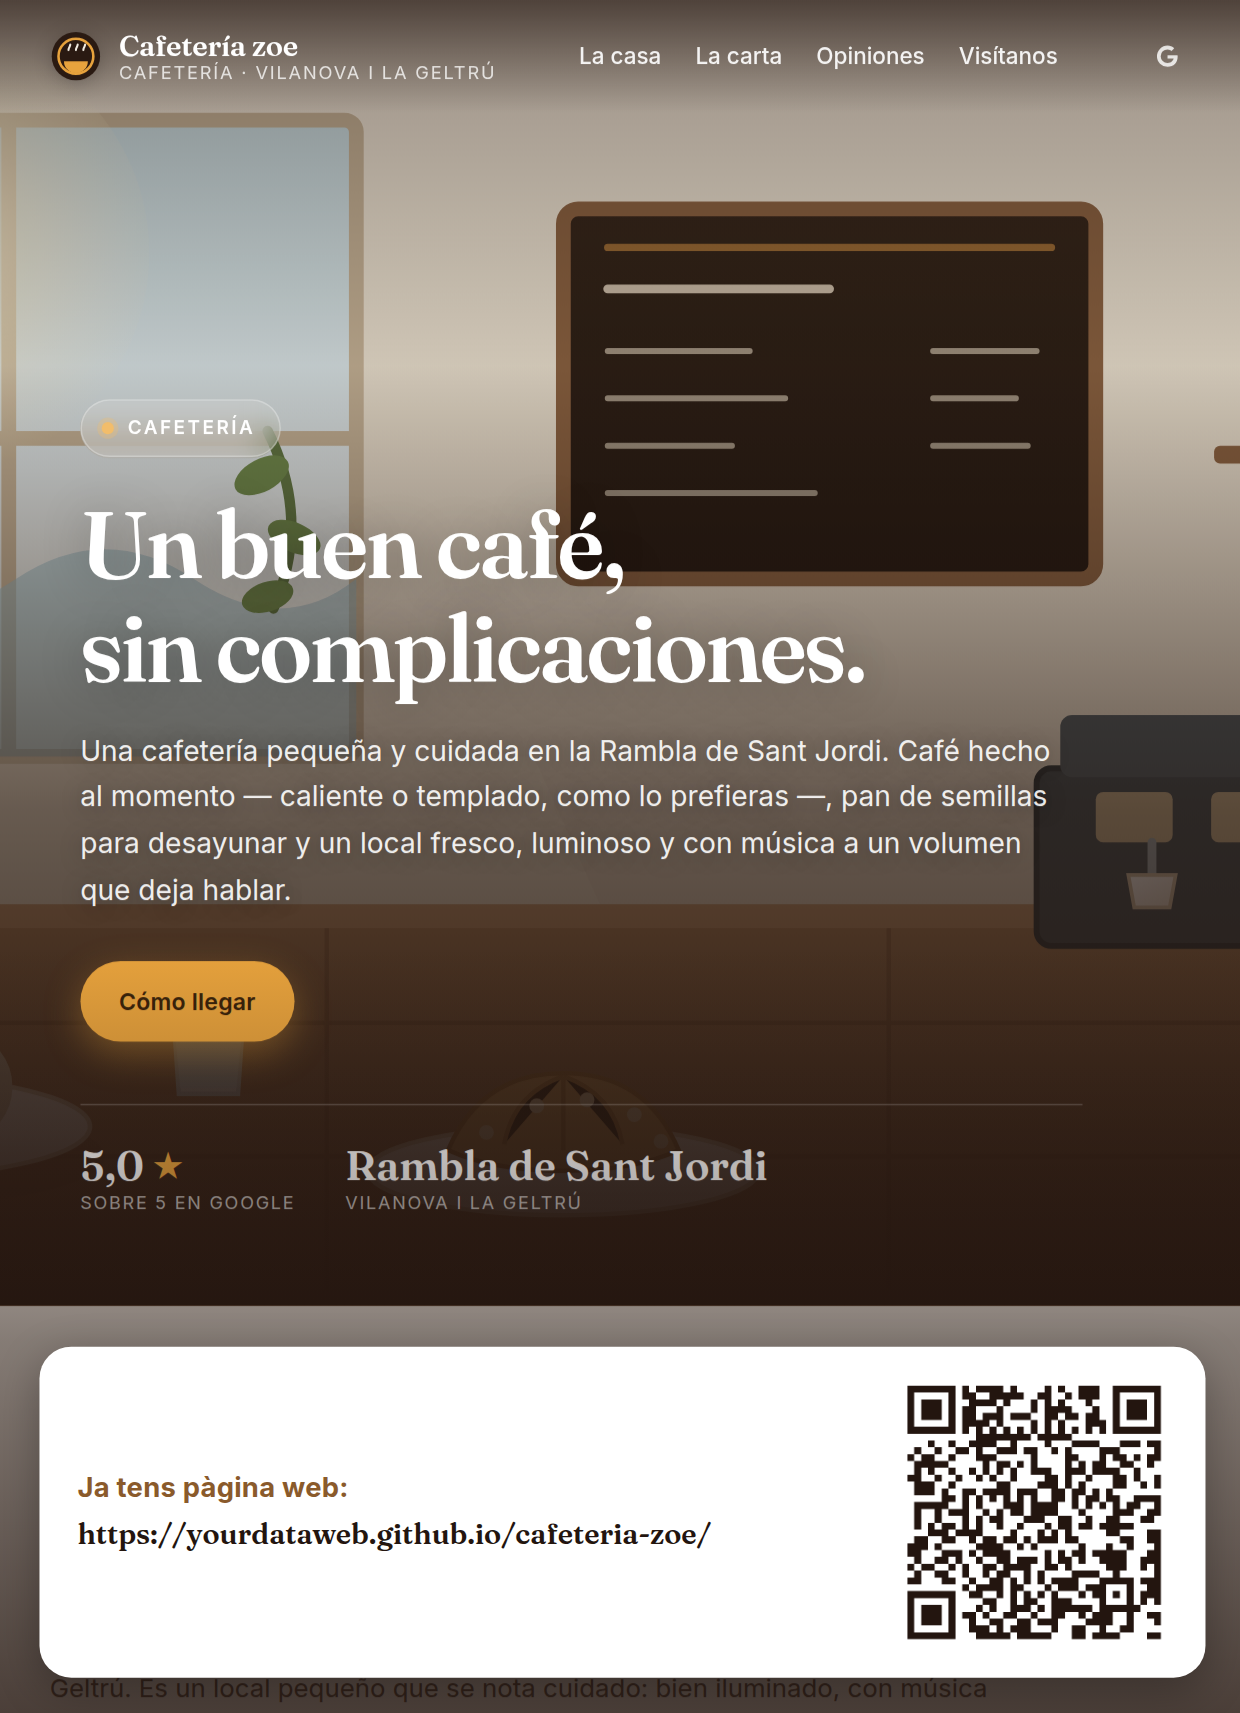 Cafetería zoe
CAFETERÍA · VILANOVA I LA GELTRÚ
La casa
La carta
Opiniones
Visítanos
G
CAFETERÍA
Un buen café,
sin complicaciones.
Una cafetería pequeña y cuidada en la Rambla de Sant Jordi. Café hecho
al momento — caliente o templado, como lo prefieras —, pan de semillas
para desayunar y un local fresco, luminoso y con música a un volumen
que deja hablar.
Cómo llegar
5,0 ★
SOBRE 5 EN GOOGLE
Rambla de Sant Jordi
VILANOVA I LA GELTRÚ
Ja tens pàgina web:
https://yourdataweb.github.io/cafeteria-zoe/
Geltrú. Es un local pequeño que se nota cuidado: bien iluminado, con música